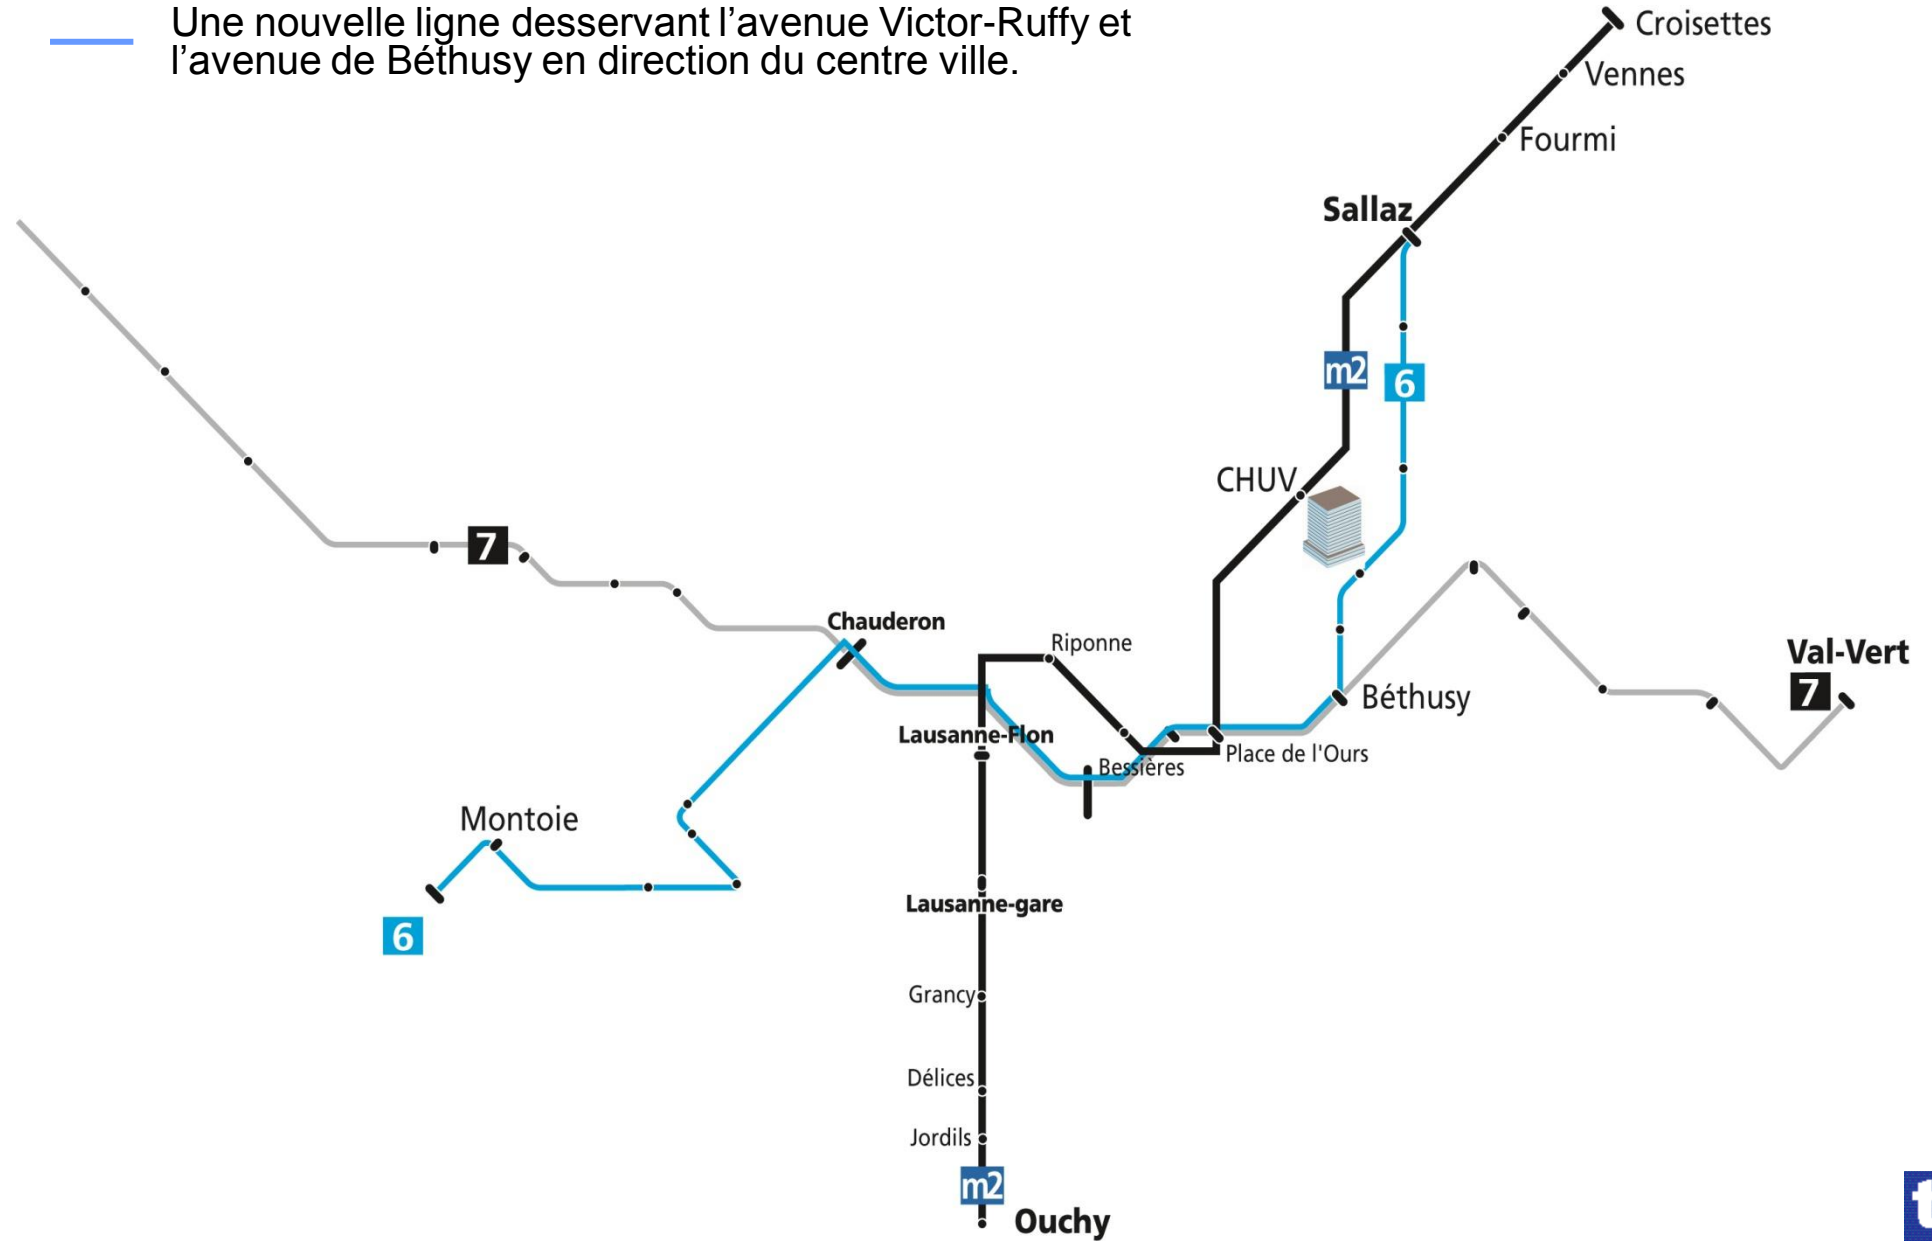 Une nouvelle ligne desservant l'avenue Victor-Ruffy et
l'avenue de Béthusy en direction du centre ville.
Croisettes
Vennes
Fourmi
Sallaz
m2
6
CHUV
7
Chauderon
Riponne
Val-Vert
7
Béthusy
Lausanne-Flon
Bessières
Place de l'Ours
Montoie
6
Lausanne-gare
Grancy
Délices
Jordils
m2
Ouchy
t